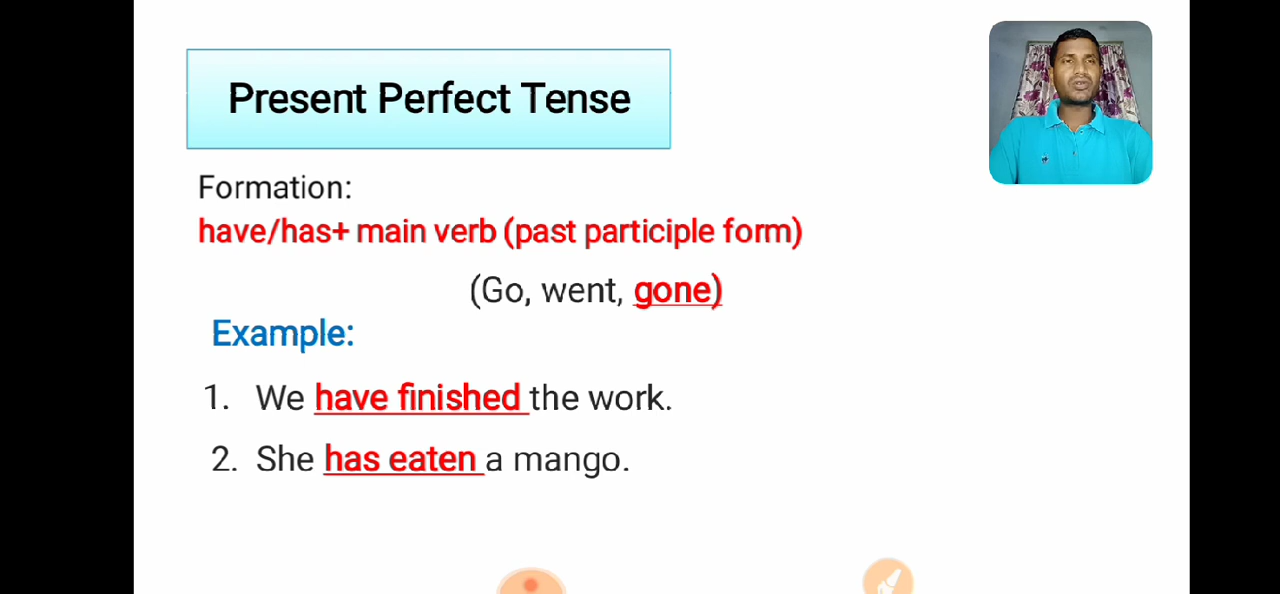 Present Perfect Tense
Formation:
have/has+ main verb (past participle form)
(Go, went, gone)
Example:
1. We have finished the work.
2. She has eaten a mango.